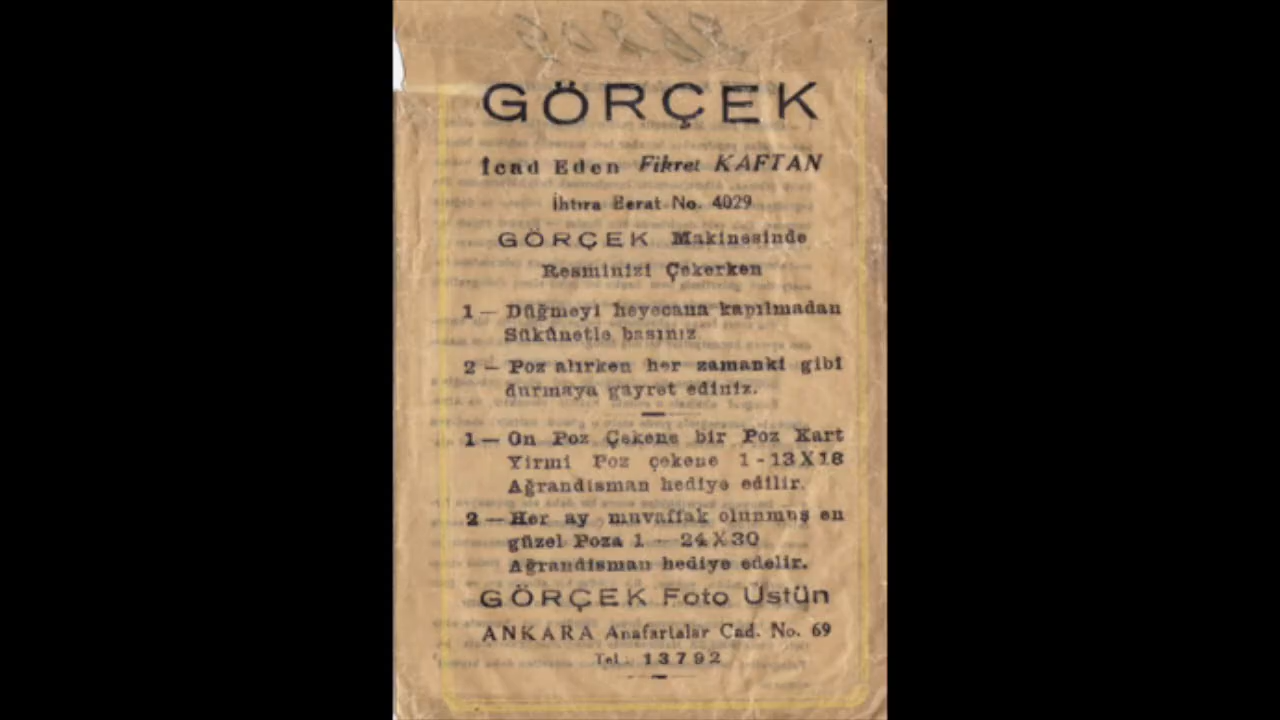 GÖRÇEK
İcad Eden Fikret KAFTAN
İhtıra Berat No. 4029
GÖRÇEK Makinesinde
Resminizi Çekerken
1 — Düğmeyi heyecana kapılmadan
Sükûnetle basınız
2 — Poz alırken her zamanki gibi
durmaya gayret ediniz.
1 — On Poz Çekene bir Poz Kart
Yirmi Poz çekene 1 - 13X18
Ağrandisman hediye edilir.
2 — Her ay muvaffak olunmuş en
güzel Poza 1 — 24X30
Ağrandisman hediye edelir.
GÖRÇEK Foto Üstün
ANKARA Anafartalar Cad. No. 69
Tel : 13792